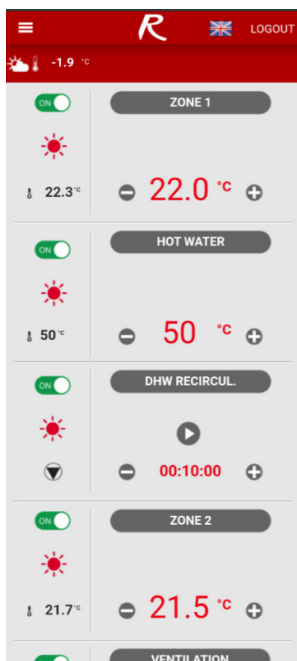 R LOGOUT
-1.9 °C
ON ZONE 1
22.3°C 22.0 °C
ON HOT WATER
50°C 50 °C
ON DHW RECIRCUL.
00:10:00
ON ZONE 2
21.7°C 21.5 °C
VENTILATION